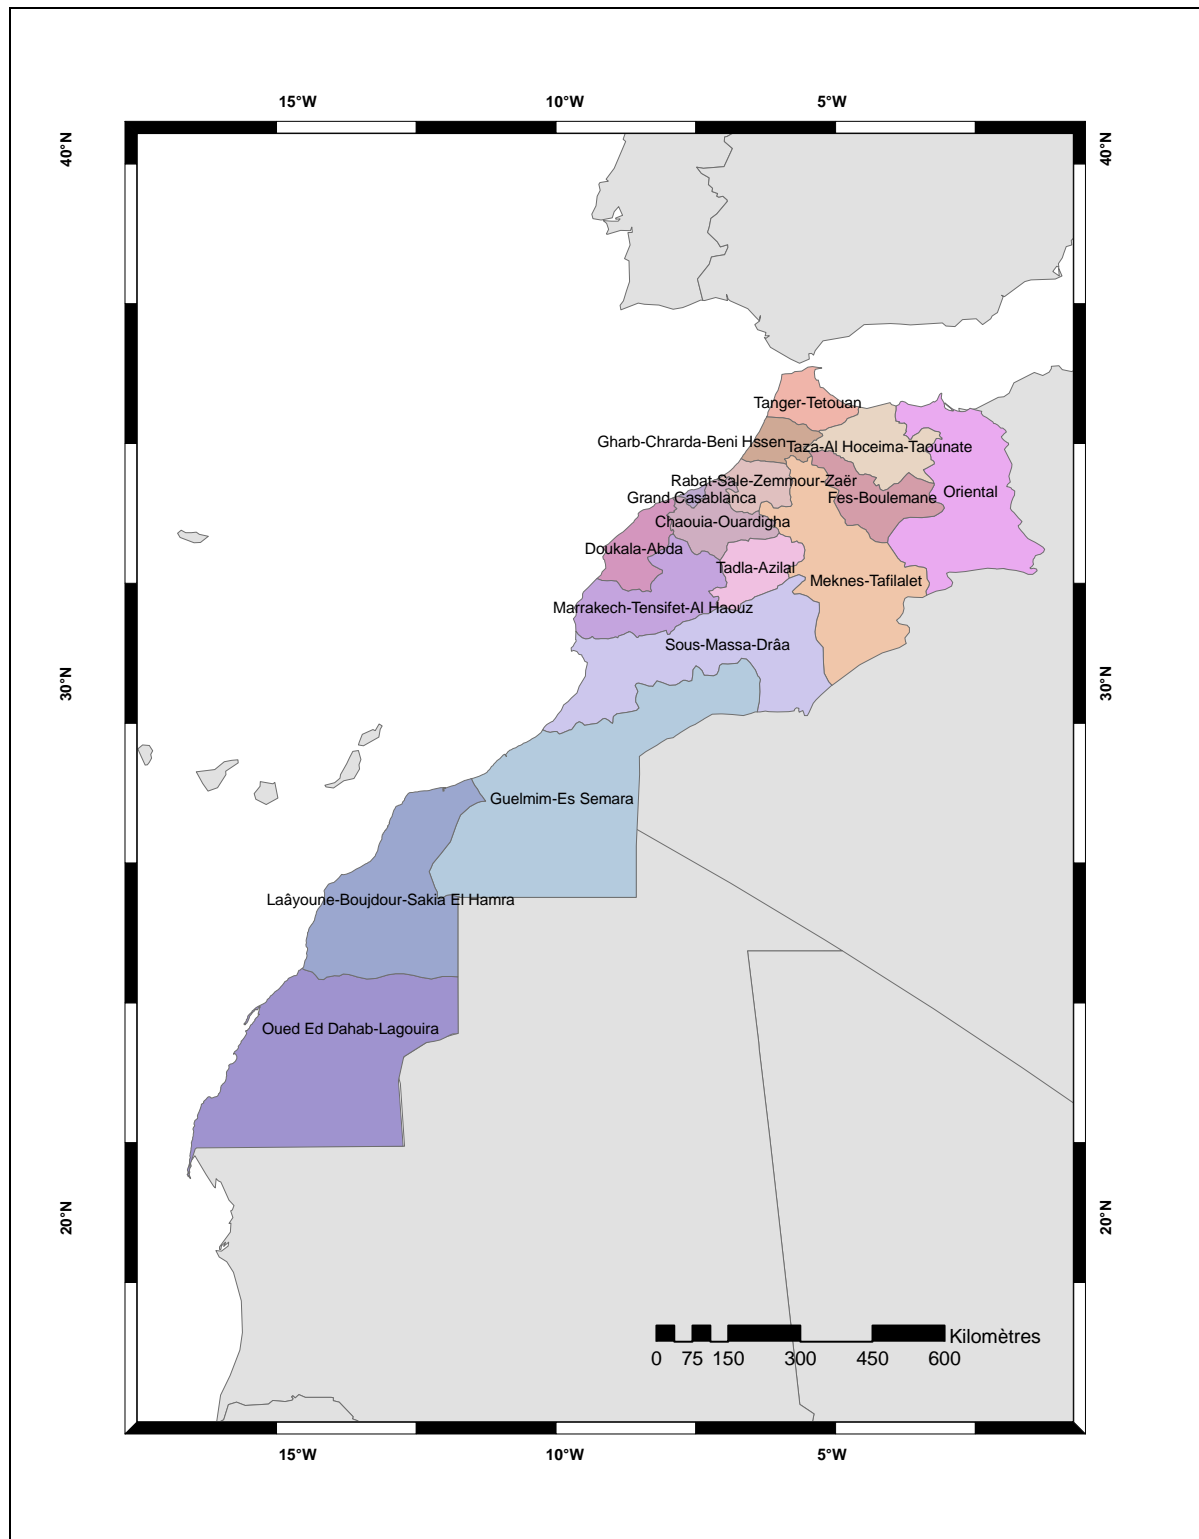 15°W 10°W 5°W
40°N 40°N
Tanger-Tetouan
Gharb-Chrarda-Beni Hssen
Taza-Al Hoceima-Taounate
Rabat-Sale-Zemmour-Zaër
Oriental
Grand Casablanca
Fes-Boulemane
Chaouia-Ouardigha
Doukala-Abda
Tadla-Azilal
Meknes-Tafilalet
Marrakech-Tensifet-Al Haouz
Sous-Massa-Drâa
30°N 30°N
Guelmim-Es Semara
Laâyoune-Boujdour-Sakia El Hamra
Oued Ed Dahab-Lagouira
20°N 20°N
Kilomètres
0 75 150 300 450 600
15°W 10°W 5°W